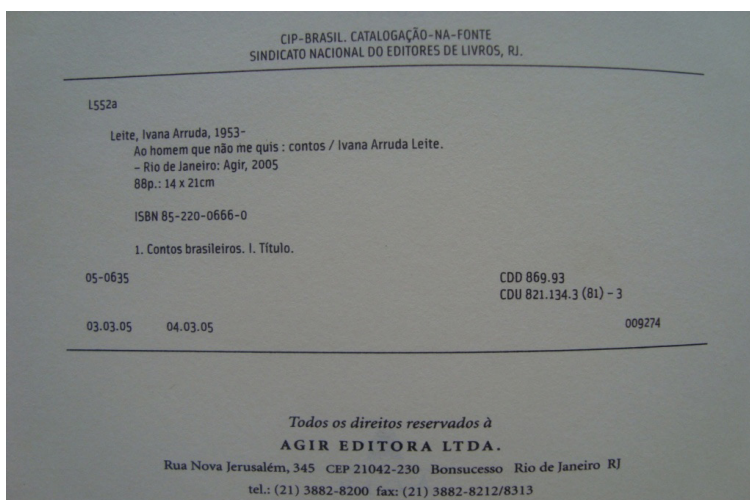 CIP-BRASIL. CATALOGAÇÃO-NA-FONTE
SINDICATO NACIONAL DO EDITORES DE LIVROS, RJ.
L552a
Leite, Ivana Arruda, 1953-
Ao homem que não me quis : contos / Ivana Arruda Leite.
– Rio de Janeiro: Agir, 2005
88p.: 14 x 21cm
ISBN 85-220-0666-0
1. Contos brasileiros. I. Título.
05-0635 CDD 869.93
CDU 821.134.3 (81) - 3
03.03.05 04.03.05 009274
Todos os direitos reservados à
AGIR EDITORA LTDA.
Rua Nova Jerusalém, 345 CEP 21042-230 Bonsucesso Rio de Janeiro RJ
tel.: (21) 3882-8200 fax: (21) 3882-8212/8313